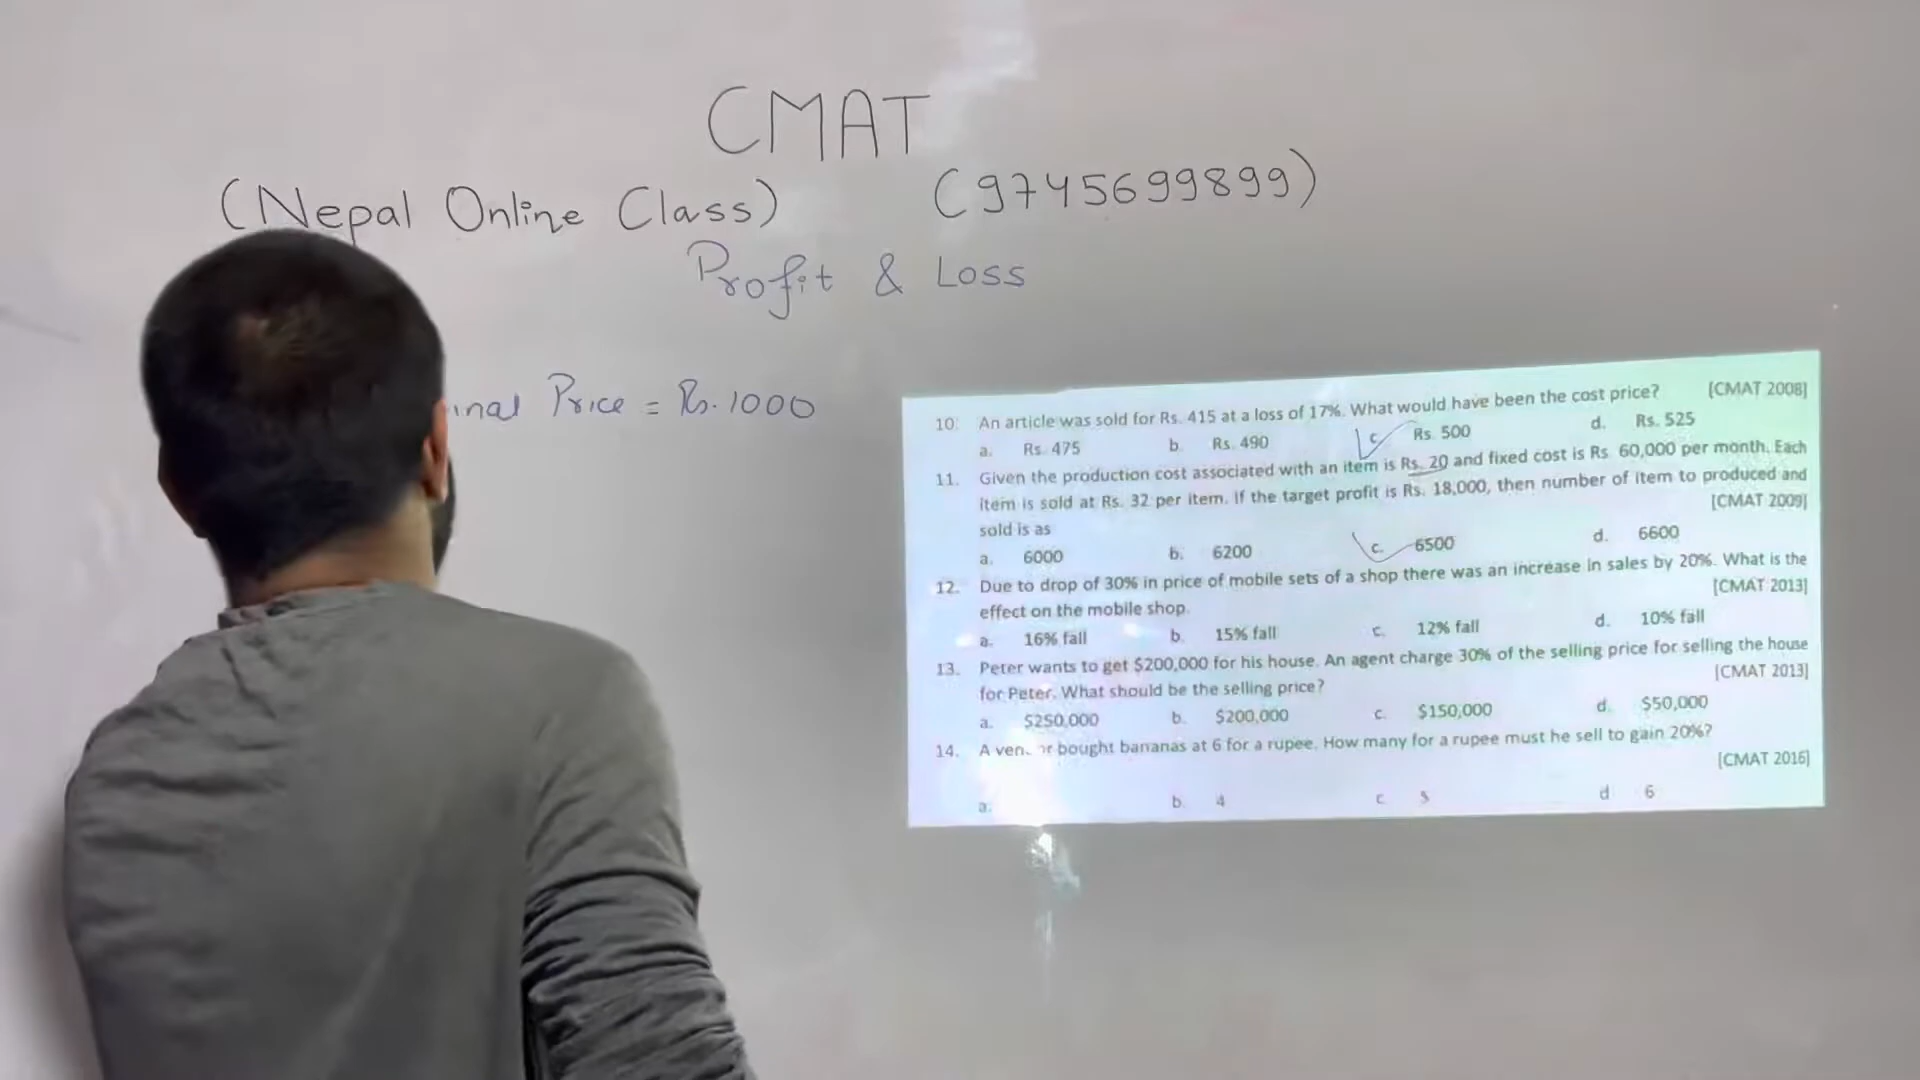 CMAT
(Nepal Online Class) (9745699899)
Profit & Loss
Price = Rs. 1000
10. An article was sold for Rs. 415 at a loss of 17%. What would have been the cost price? [CMAT 2008]
a. Rs. 475 b. Rs. 490 c. Rs. 500 d. Rs. 525
11. Given the production cost associated with an item is Rs. 20 and fixed cost is Rs. 60,000 per month. Each
item is sold at Rs. 32 per item. If the target profit is Rs. 18,000, then number of item to produced and
sold is as [CMAT 2009]
a. 6000 b. 6200 c. 6500 d. 6600
12. Due to drop of 30% in price of mobile sets of a shop there was an increase in sales by 20%. What is the
effect on the mobile shop. [CMAT 2013]
a. 16% fall b. 15% fall c. 12% fall d. 10% fall
13. Peter wants to get $200,000 for his house. An agent charge 30% of the selling price for selling the house
for Peter. What should be the selling price? [CMAT 2013]
a. $250,000 b. $200,000 c. $150,000 d. $50,000
14. A bought bananas at 6 for a rupee. How many for a rupee must he sell to gain 20%?
[CMAT 2016]
a. b. 4 c. 5 d. 6